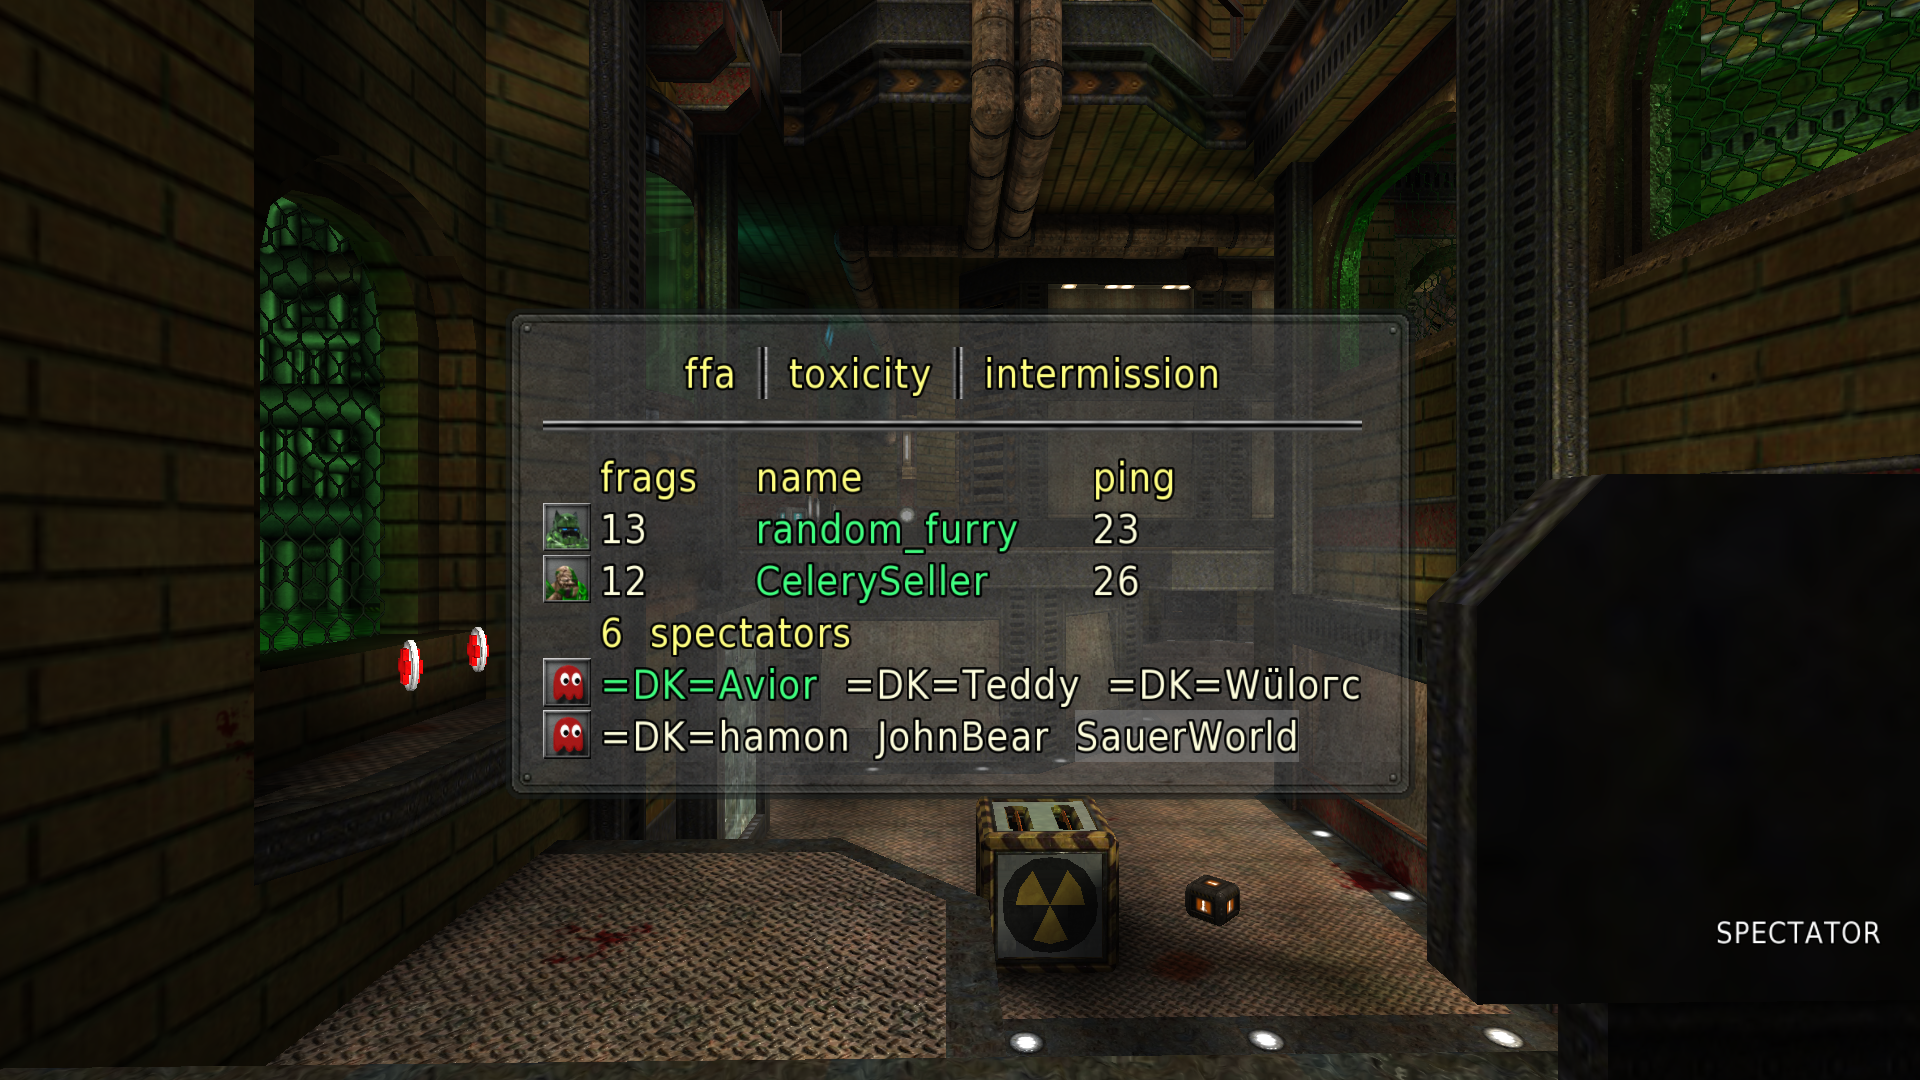 ffa toxicity intermission
frags name ping
13 random_furry 23
12 CelerySeller 26
6 spectators
=DK=Avior =DK=Teddy =DK=Wülorc
=DK=hamon JohnBear SauerWorld
SPECTATOR